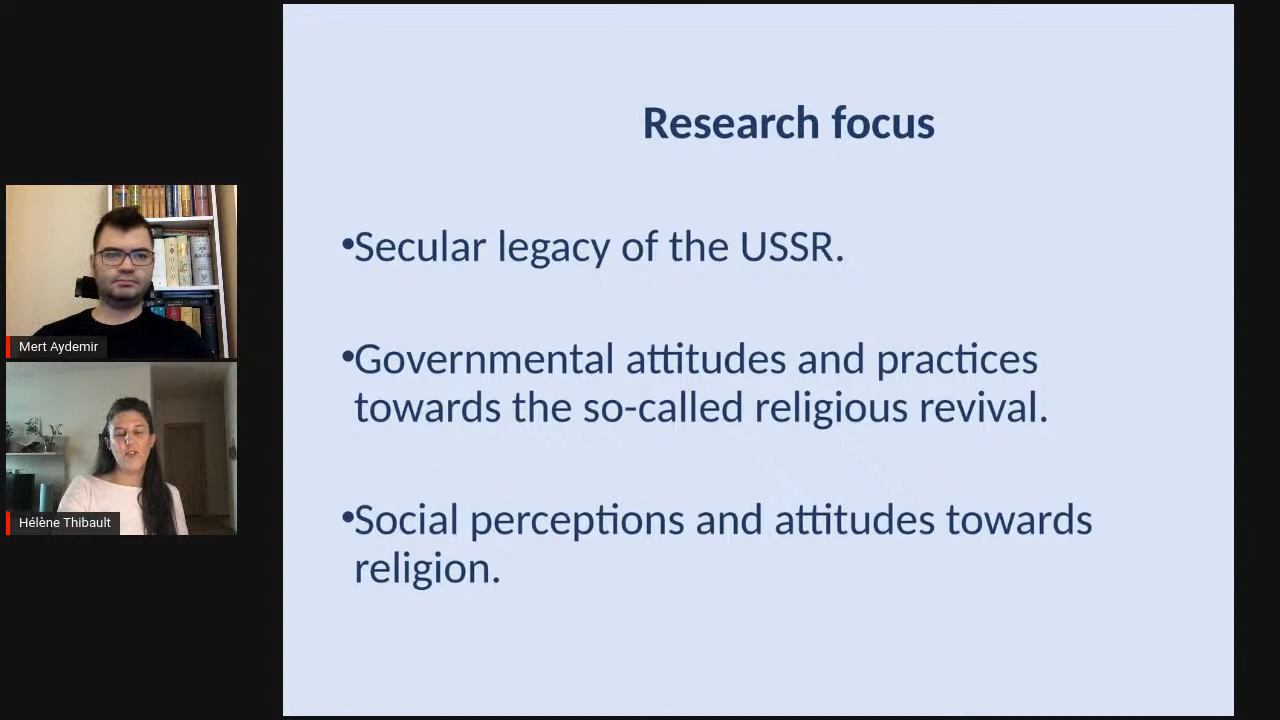 Research focus
•Secular legacy of the USSR.
•Governmental attitudes and practices
towards the so-called religious revival.
•Social perceptions and attitudes towards
religion.
Mert Aydemir
Hélène Thibault